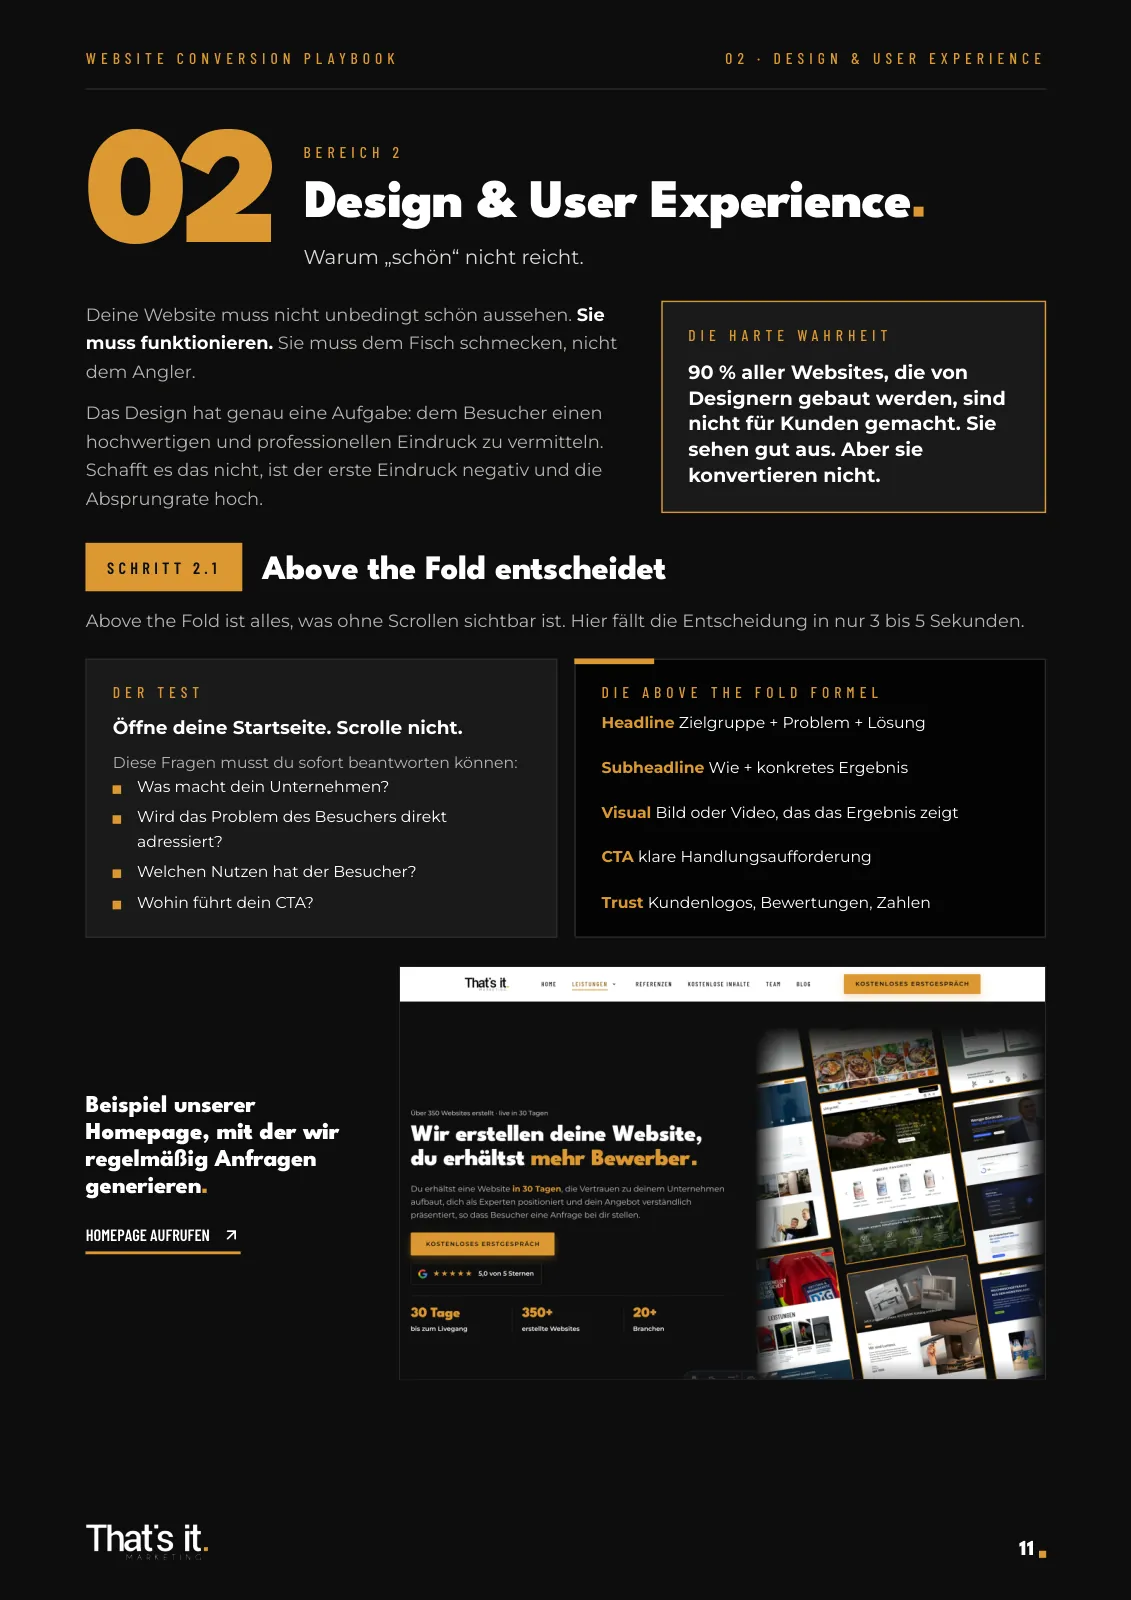 WEBSITE CONVERSION PLAYBOOK
02 · DESIGN & USER EXPERIENCE
02
BEREICH 2
Design & User Experience.
Warum „schön“ nicht reicht.
Deine Website muss nicht unbedingt schön aussehen. Sie
muss funktionieren. Sie muss dem Fisch schmecken, nicht
dem Angler.
Das Design hat genau eine Aufgabe: dem Besucher einen
hochwertigen und professionellen Eindruck zu vermitteln.
Schafft es das nicht, ist der erste Eindruck negativ und die
Absprungrate hoch.
DIE HARTE WAHRHEIT
90 % aller Websites, die von
Designern gebaut werden, sind
nicht für Kunden gemacht. Sie
sehen gut aus. Aber sie
konvertieren nicht.
SCHRITT 2.1
Above the Fold entscheidet
Above the Fold ist alles, was ohne Scrollen sichtbar ist. Hier fällt die Entscheidung in nur 3 bis 5 Sekunden.
DER TEST
Öffne deine Startseite. Scrolle nicht.
Diese Fragen musst du sofort beantworten können:
Was macht dein Unternehmen?
Wird das Problem des Besuchers direkt
adressiert?
Welchen Nutzen hat der Besucher?
Wohin führt dein CTA?
DIE ABOVE THE FOLD FORMEL
Headline Zielgruppe + Problem + Lösung
Subheadline Wie + konkretes Ergebnis
Visual Bild oder Video, das das Ergebnis zeigt
CTA klare Handlungsaufforderung
Trust Kundenlogos, Bewertungen, Zahlen
Beispiel unserer
Homepage, mit der wir
regelmäßig Anfragen
generieren.
HOMEPAGE AUFRUFEN
That's it.
HOME LEISTUNGEN REFERENZEN KOSTENLOSE INHALTE TEAM BLOG
KOSTENLOSES ERSTGESPRÄCH
Über 350 Websites erstellt · live in 30 Tagen
Wir erstellen deine Website,
du erhältst mehr Bewerber.
Du erhältst eine Website in 30 Tagen, die Vertrauen zu deinem Unternehmen
aufbaut, dich als Experten positioniert und dein Angebot verständlich
präsentiert, so dass Besucher eine Anfrage bei dir stellen.
KOSTENLOSES ERSTGESPRÄCH
5,0 von 5 Sternen
30 Tage
bis zum Livegang
350+
erstellte Websites
20+
Branchen
LEISTUNGEN
That's it.
MARKETING
11